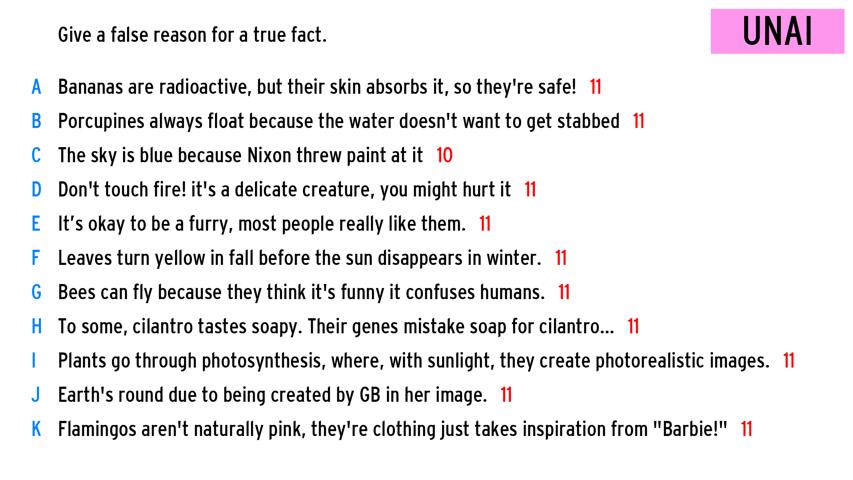 Give a false reason for a true fact.
UNAI
A Bananas are radioactive, but their skin absorbs it, so they're safe! 11
B Porcupines always float because the water doesn't want to get stabbed 11
C The sky is blue because Nixon threw paint at it 10
D Don't touch fire! it's a delicate creature, you might hurt it 11
E It’s okay to be a furry, most people really like them. 11
F Leaves turn yellow in fall before the sun disappears in winter. 11
G Bees can fly because they think it's funny it confuses humans. 11
H To some, cilantro tastes soapy. Their genes mistake soap for cilantro... 11
I Plants go through photosynthesis, where, with sunlight, they create photorealistic images. 11
J Earth's round due to being created by GB in her image. 11
K Flamingos aren't naturally pink, they're clothing just takes inspiration from "Barbie!" 11